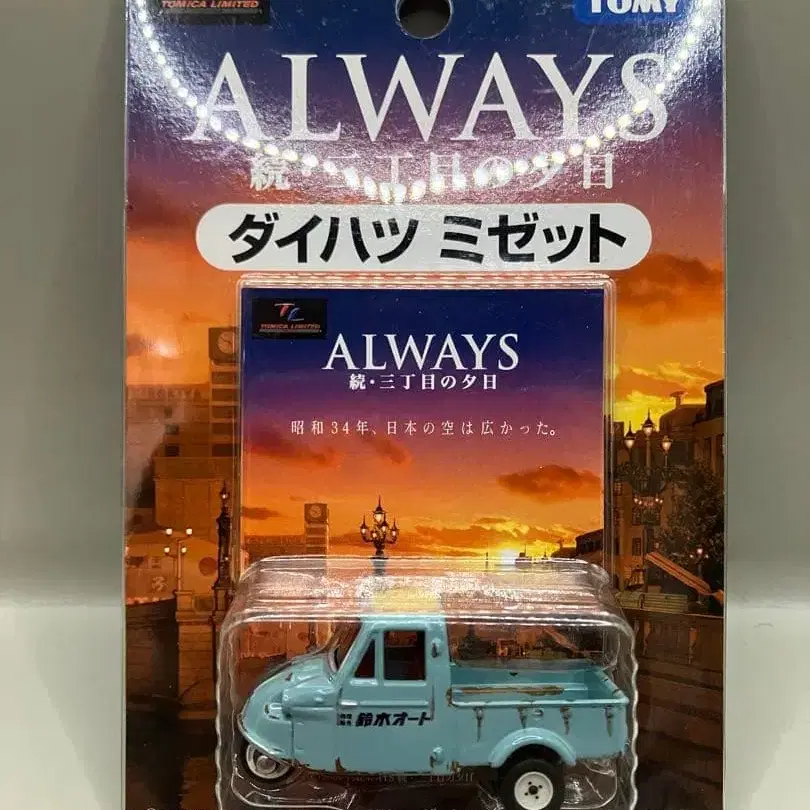 TOMICA LIMITED
TOMY
ALWAYS
続・三丁目の夕日
ダイハツ ミゼット
TL
TOMICA LIMITED
ALWAYS
続・三丁目の夕日
昭和34年、日本の空は広かった。
鈴木オート